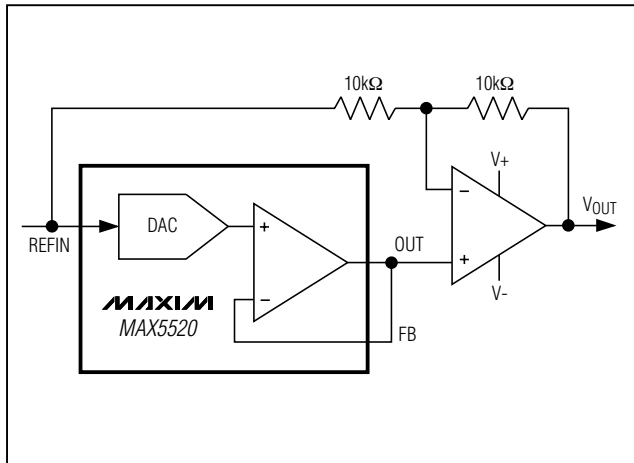 10kΩ
10kΩ
V+
−
VOUT
DAC
+
REFIN
OUT
+
−
V-
MAXIM
MAX5520
FB